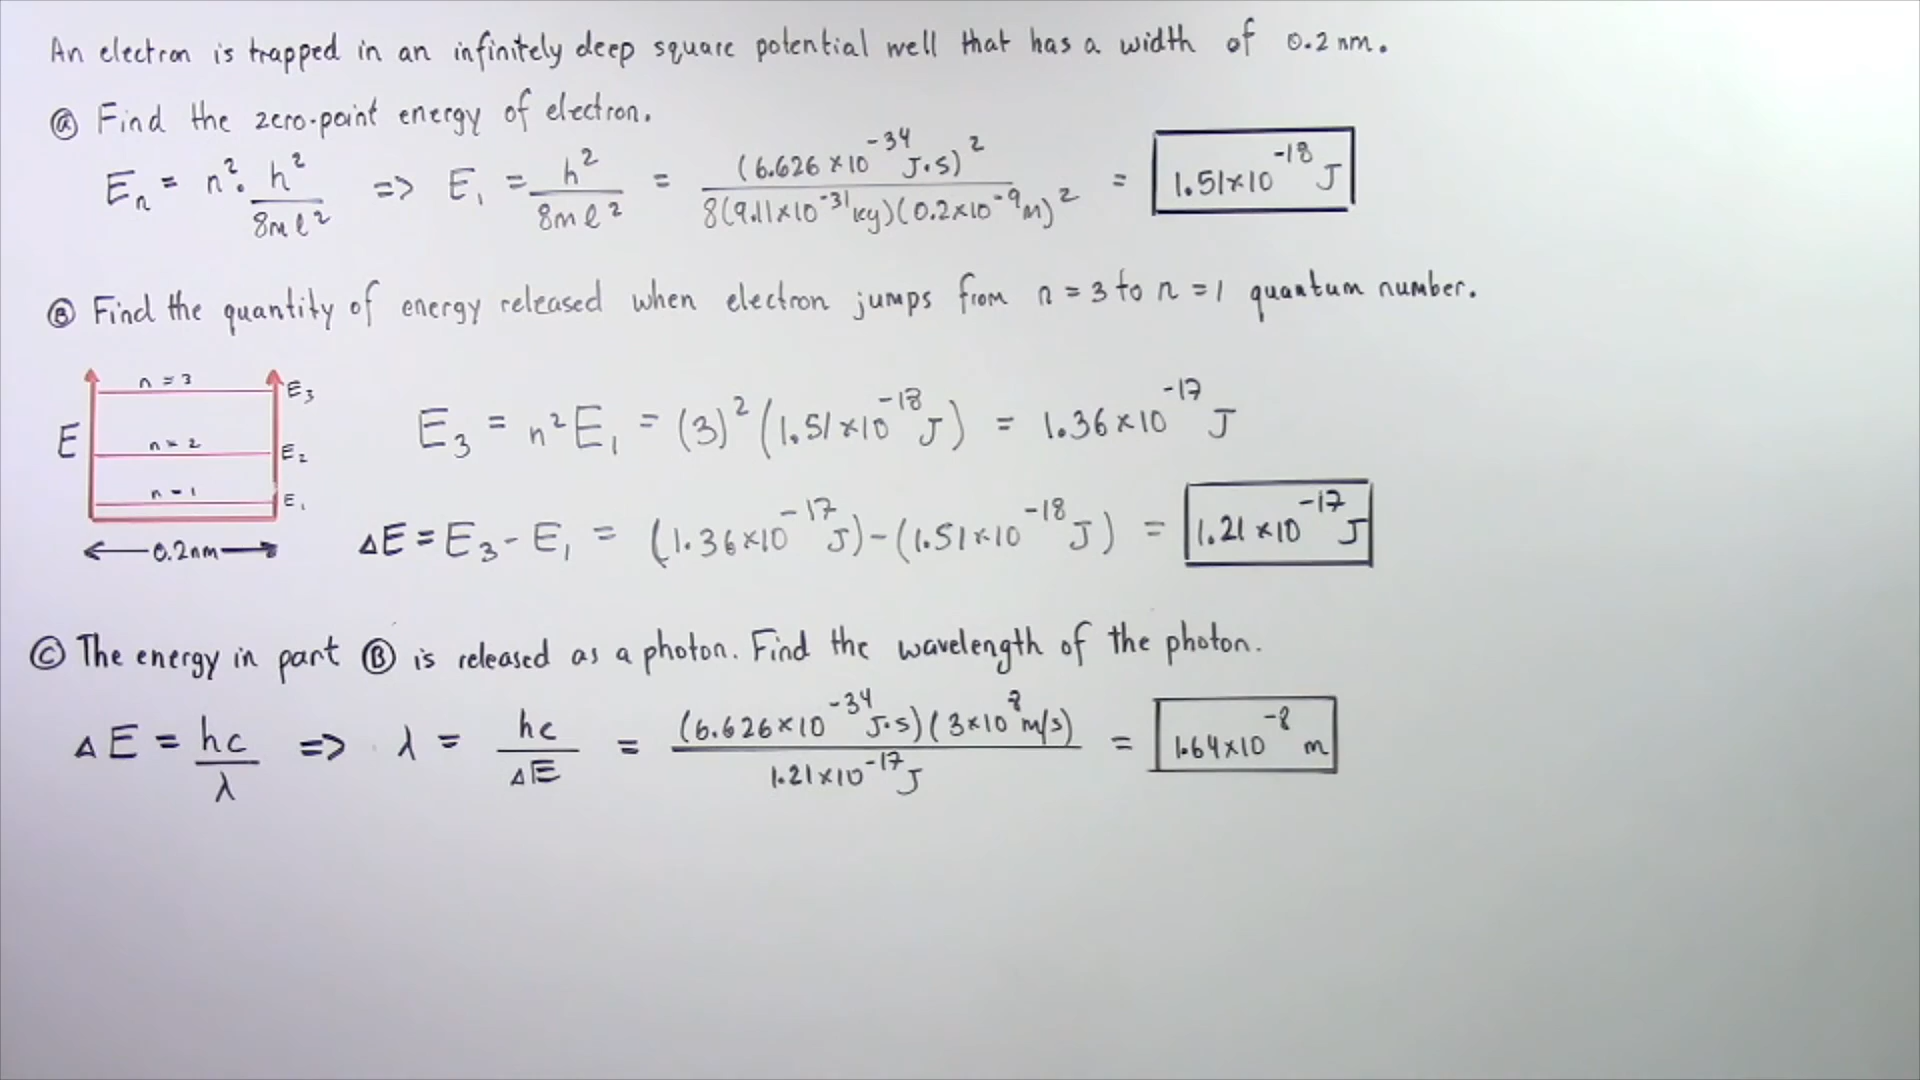 An electron is trapped in an infinitely deep square potential well that has a width of 0.2 nm.
Ⓐ Find the zero-point energy of electron.
Eₙ = n² · h²/8mℓ² => E₁ = h²/8mℓ² = (6.626×10⁻³⁴ J·s)²/8(9.11×10⁻³¹ kg)(0.2×10⁻⁹ m)² = 1.51×10⁻¹⁸ J
Ⓑ Find the quantity of energy released when electron jumps from n = 3 to n = 1 quantum number.
n = 3 E₃
E n = 2 E₂
n = 1 E₁
0.2nm
E₃ = n²E₁ = (3)²(1.51×10⁻¹⁸ J) = 1.36×10⁻¹⁷ J
ΔE = E₃ - E₁ = (1.36×10⁻¹⁷ J) - (1.51×10⁻¹⁸ J) = 1.21×10⁻¹⁷ J
Ⓒ The energy in part Ⓑ is released as a photon. Find the wavelength of the photon.
ΔE = hc/λ => λ = hc/ΔE = (6.626×10⁻³⁴ J·s)(3×10⁸ m/s)/1.21×10⁻¹⁷ J = 1.64×10⁻⁸ m